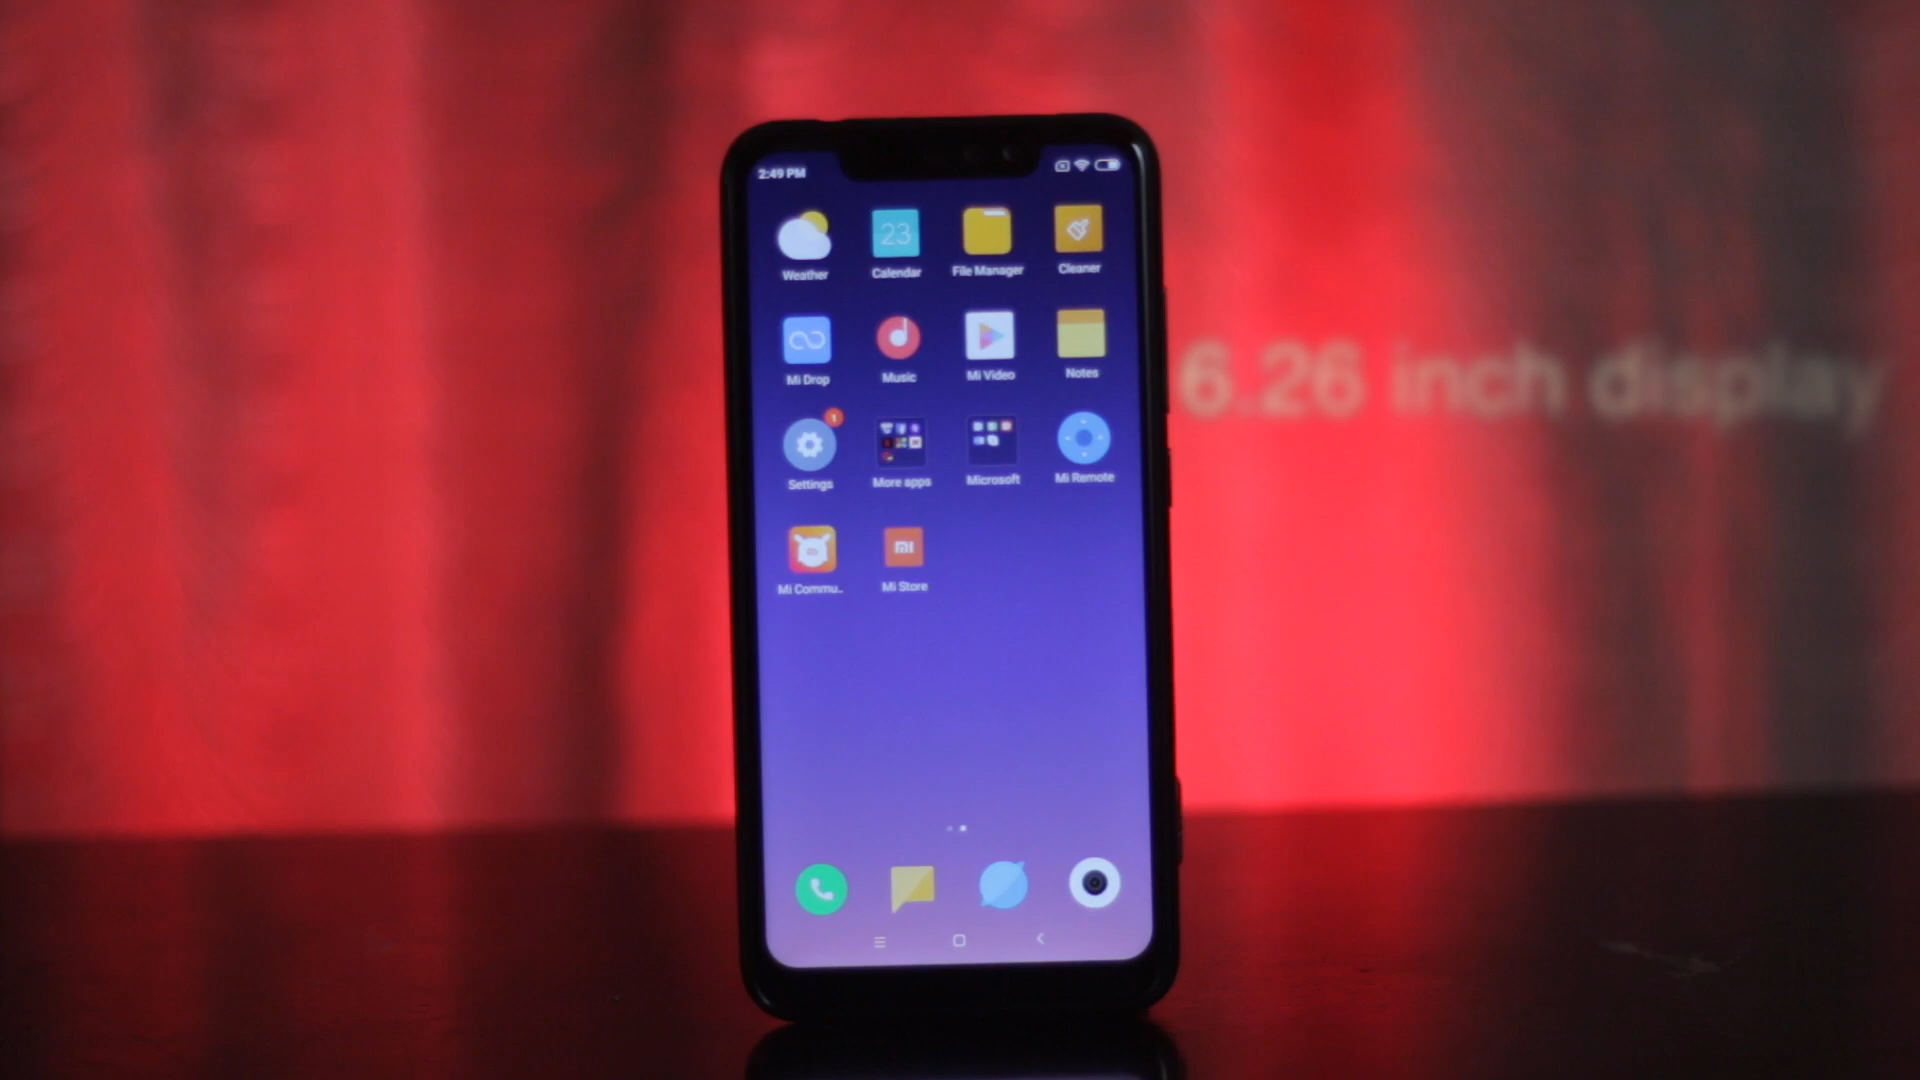 2:49 PM
23
Weather
Calendar
File Manager
Cleaner
Mi Drop
Music
Mi Video
Notes
6.26 inch display
1
Settings
More apps
Microsoft
Mi Remote
mi
Mi Commu..
Mi Store